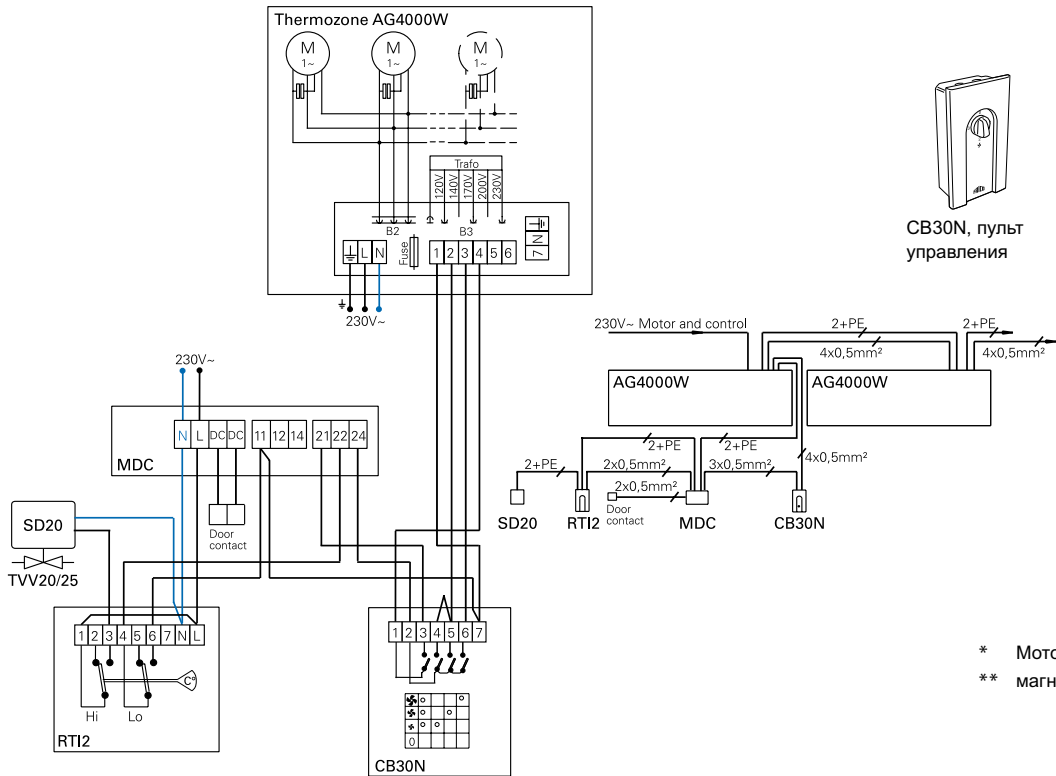 Thermozone AG4000W
M
1~
M
1~
M
1~
Trafo
120V
140V
170V
200V
230V
B2
B3
Fuse
L N
1 2 3 4 5 6
7 N
230V~
CB30N, пульт
управления
230V~ Motor and control
2+PE
2+PE
4x0,5mm²
4x0,5mm²
AG4000W
AG4000W
2+PE
2+PE
4x0,5mm²
2+PE
2x0,5mm²
3x0,5mm²
2x0,5mm²
Door
contact
SD20
RTI2
MDC
CB30N
230V~
N L DC DC
11 12 14
21 22 24
MDC
Door
contact
SD20
TVV20/25
1 2 3 4 5 6 7 N L
C°
Hi
Lo
RTI2
1 2 3 4 5 6 7
0
CB30N
* Мото
** магн